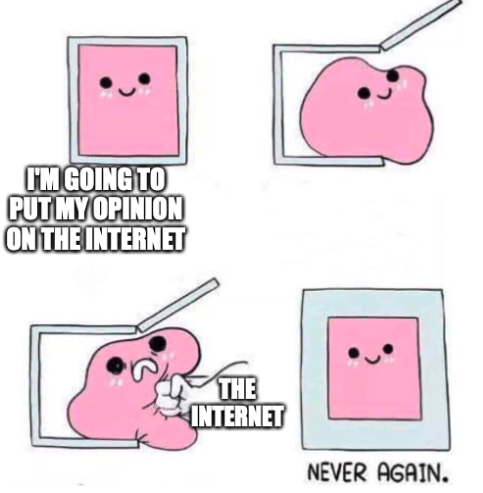 I'M GOING TO
PUT MY OPINION
ON THE INTERNET
THE
INTERNET
NEVER AGAIN.